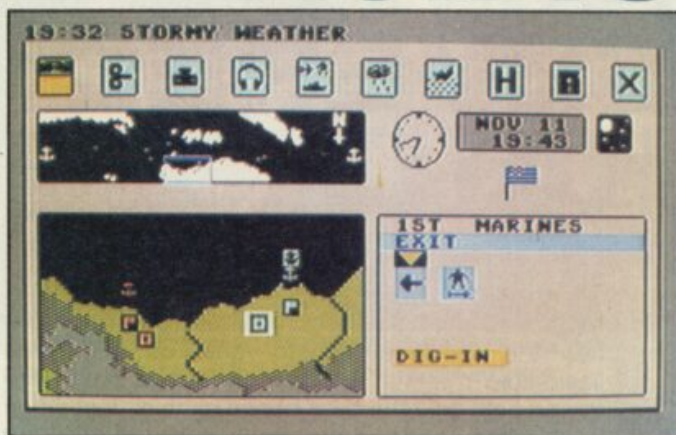 19:32 STORMY WEATHER
H
X
N
NOV 11
19:43
1ST MARINES
EXIT
DIG-IN